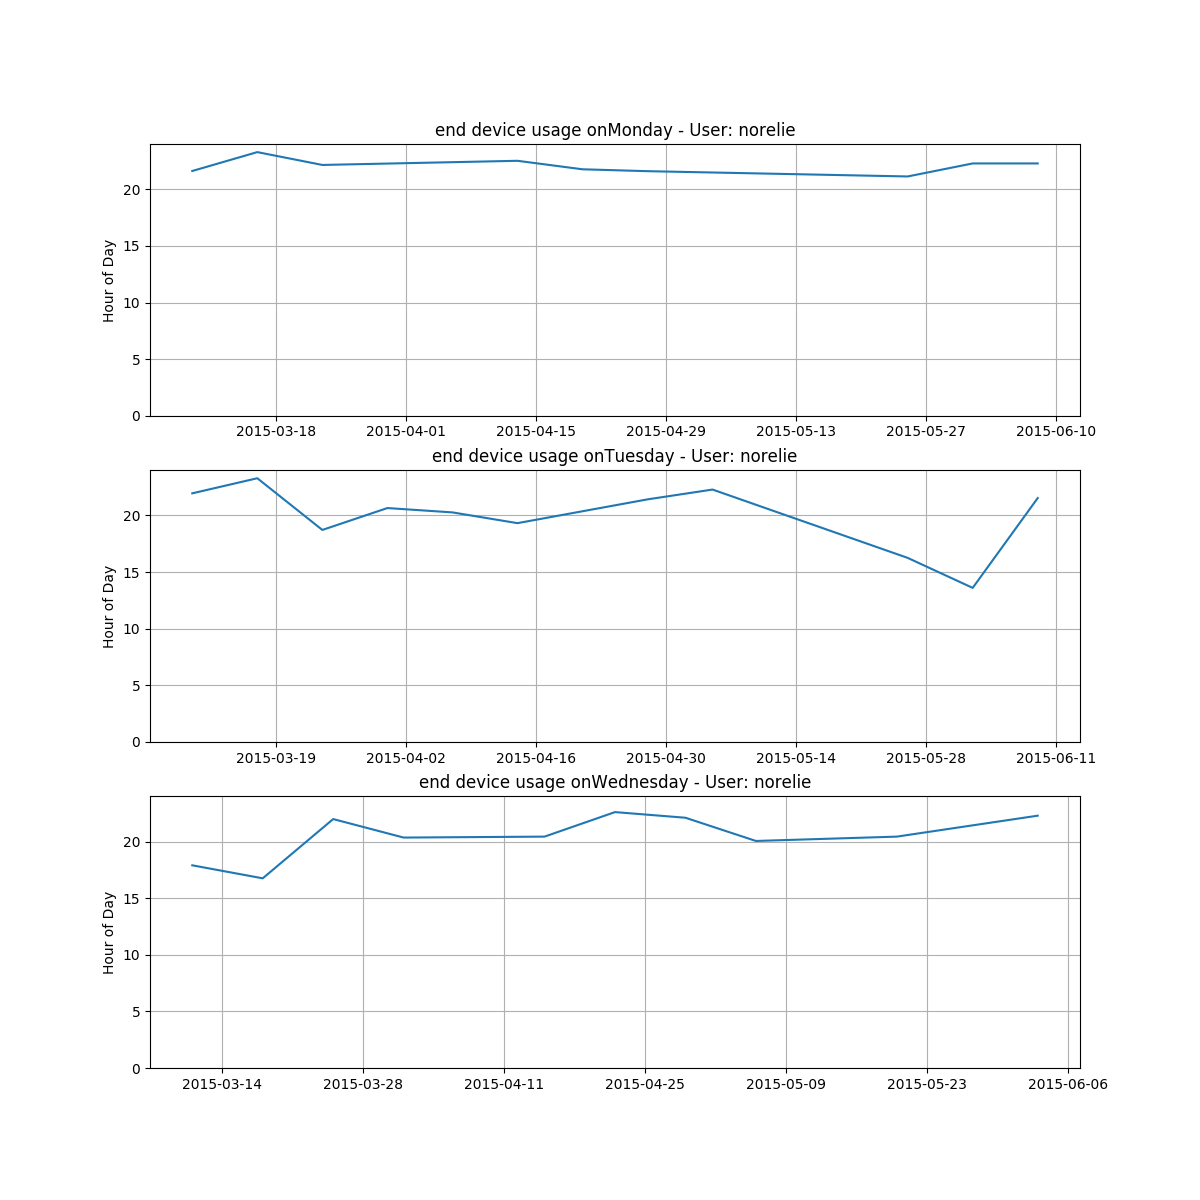 end device usage onMonday - User: norelie
Hour of Day
20
15
10
5
0
2015-03-18 2015-04-01 2015-04-15 2015-04-29 2015-05-13 2015-05-27 2015-06-10
end device usage onTuesday - User: norelie
Hour of Day
20
15
10
5
0
2015-03-19 2015-04-02 2015-04-16 2015-04-30 2015-05-14 2015-05-28 2015-06-11
end device usage onWednesday - User: norelie
Hour of Day
20
15
10
5
0
2015-03-14 2015-03-28 2015-04-11 2015-04-25 2015-05-09 2015-05-23 2015-06-06